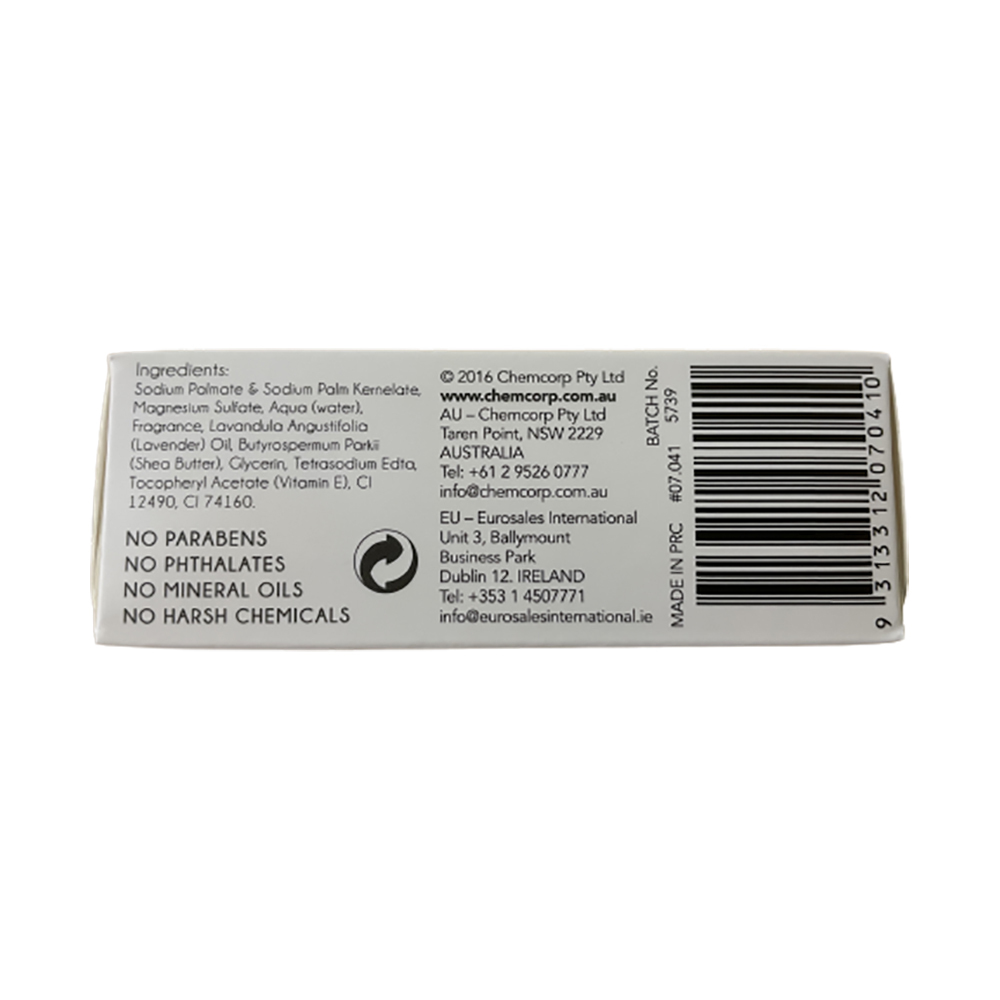 Ingredients:
Sodium Palmate & Sodium Palm Kernelate,
Magnesium Sulfate, Aqua (water),
Fragrance, Lavandula Angustifolia
(Lavender) Oil, Butyrospermum Parkii
(Shea Butter), Glycerin, Tetrasodium Edta,
Tocopheryl Acetate (Vitamin E), CI
12490, CI 74160.
NO PARABENS
NO PHTHALATES
NO MINERAL OILS
NO HARSH CHEMICALS
© 2016 Chemcorp Pty Ltd
www.chemcorp.com.au
AU – Chemcorp Pty Ltd
Taren Point, NSW 2229
AUSTRALIA
Tel: +61 2 9526 0777
info@chemcorp.com.au
EU – Eurosales International
Unit 3, Ballymount
Business Park
Dublin 12. IRELAND
Tel: +353 1 4507771
info@eurosalesinternational.ie
BATCH No.
MADE IN PRC #07.041 5739
9 313312 070410